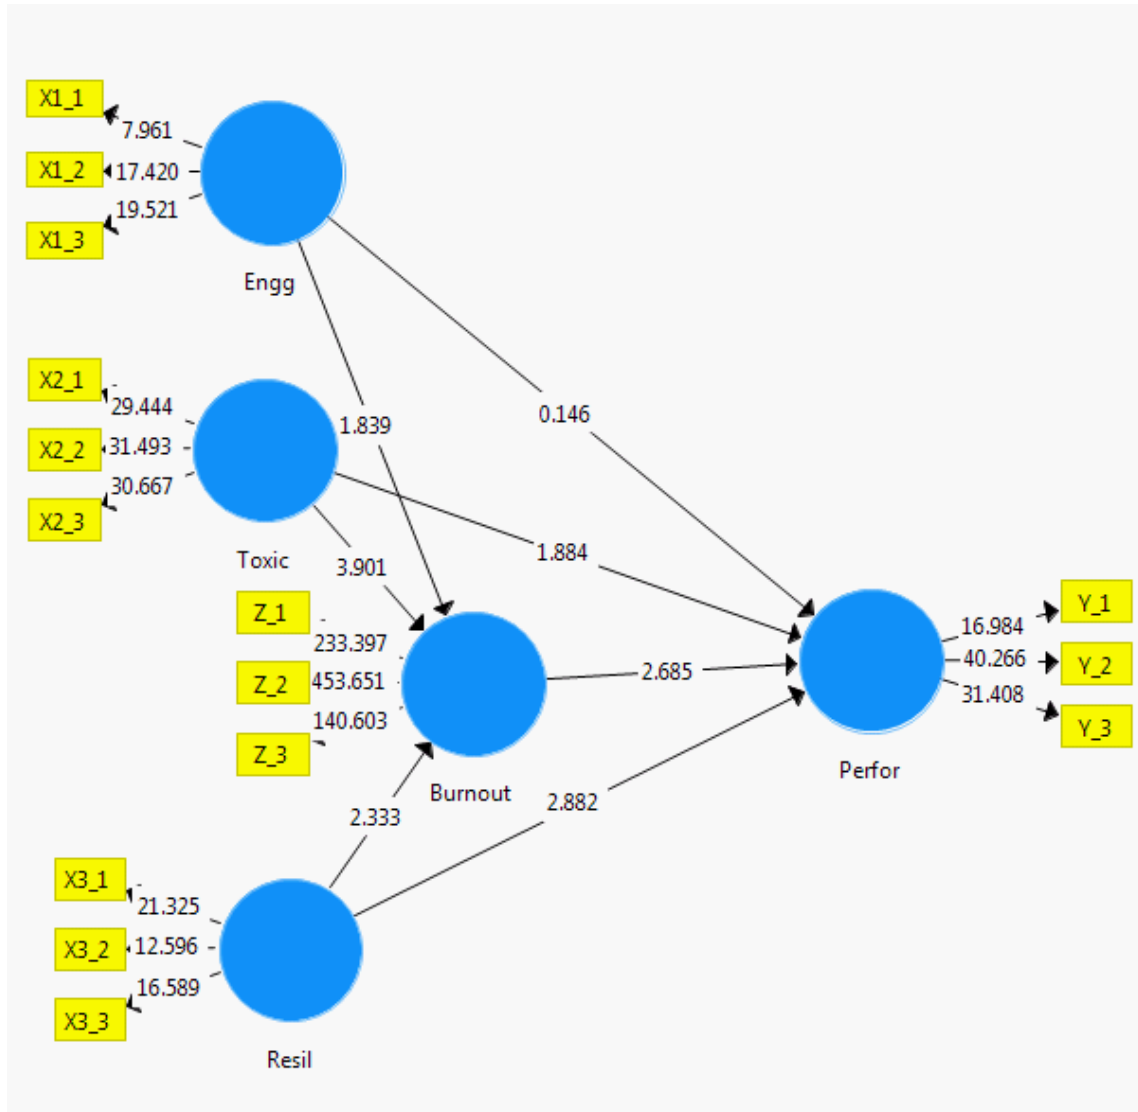 X1_1
7.961
X1_2
17.420
X1_3
19.521
Engg
X2_1
29.444
X2_2
31.493
X2_3
30.667
Toxic
1.839
0.146
3.901
1.884
Z_1
233.397
Z_2
453.651
Z_3
140.603
Burnout
2.685
2.333
2.882
Perfor
16.984
Y_1
40.266
Y_2
31.408
Y_3
X3_1
21.325
X3_2
12.596
X3_3
16.589
Resil